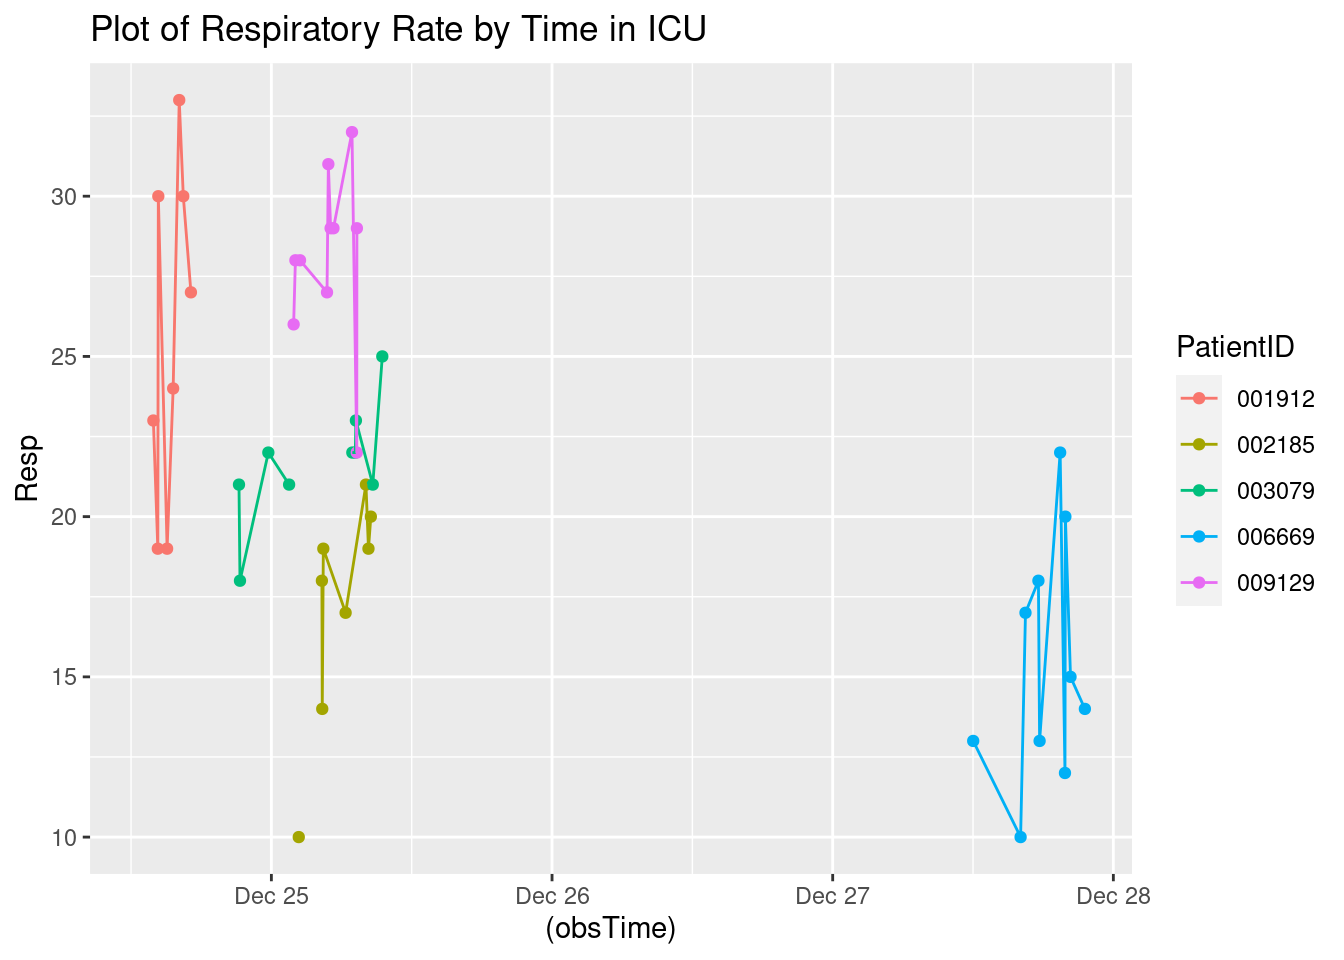 Plot of Respiratory Rate by Time in ICU
Resp
30
25
20
15
10
Dec 25
Dec 26
Dec 27
Dec 28
(obsTime)
PatientID
001912
002185
003079
006669
009129